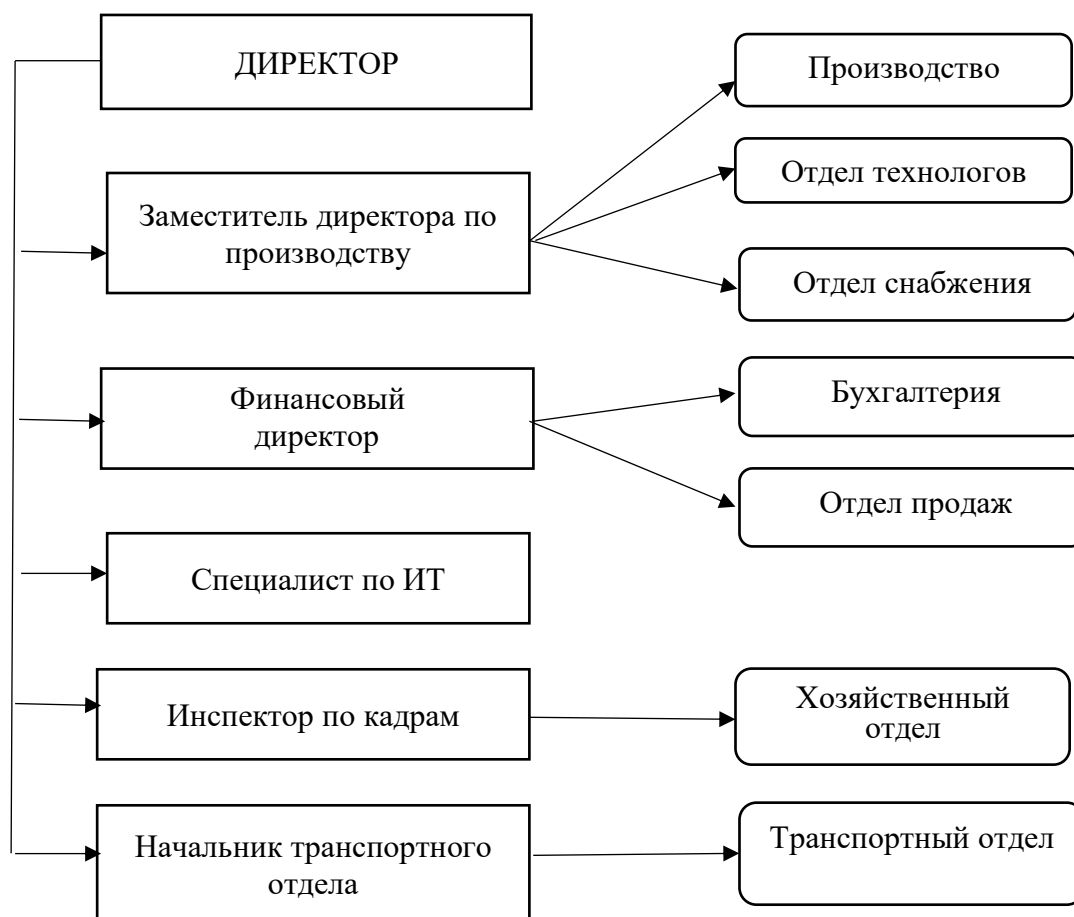 ДИРЕКТОР
Производство
Отдел технологов
Заместитель директора по
производству
Отдел снабжения
Финансовый
директор
Бухгалтерия
Отдел продаж
Специалист по ИТ
Инспектор по кадрам
Хозяйственный
отдел
Начальник транспортного
отдела
Транспортный отдел